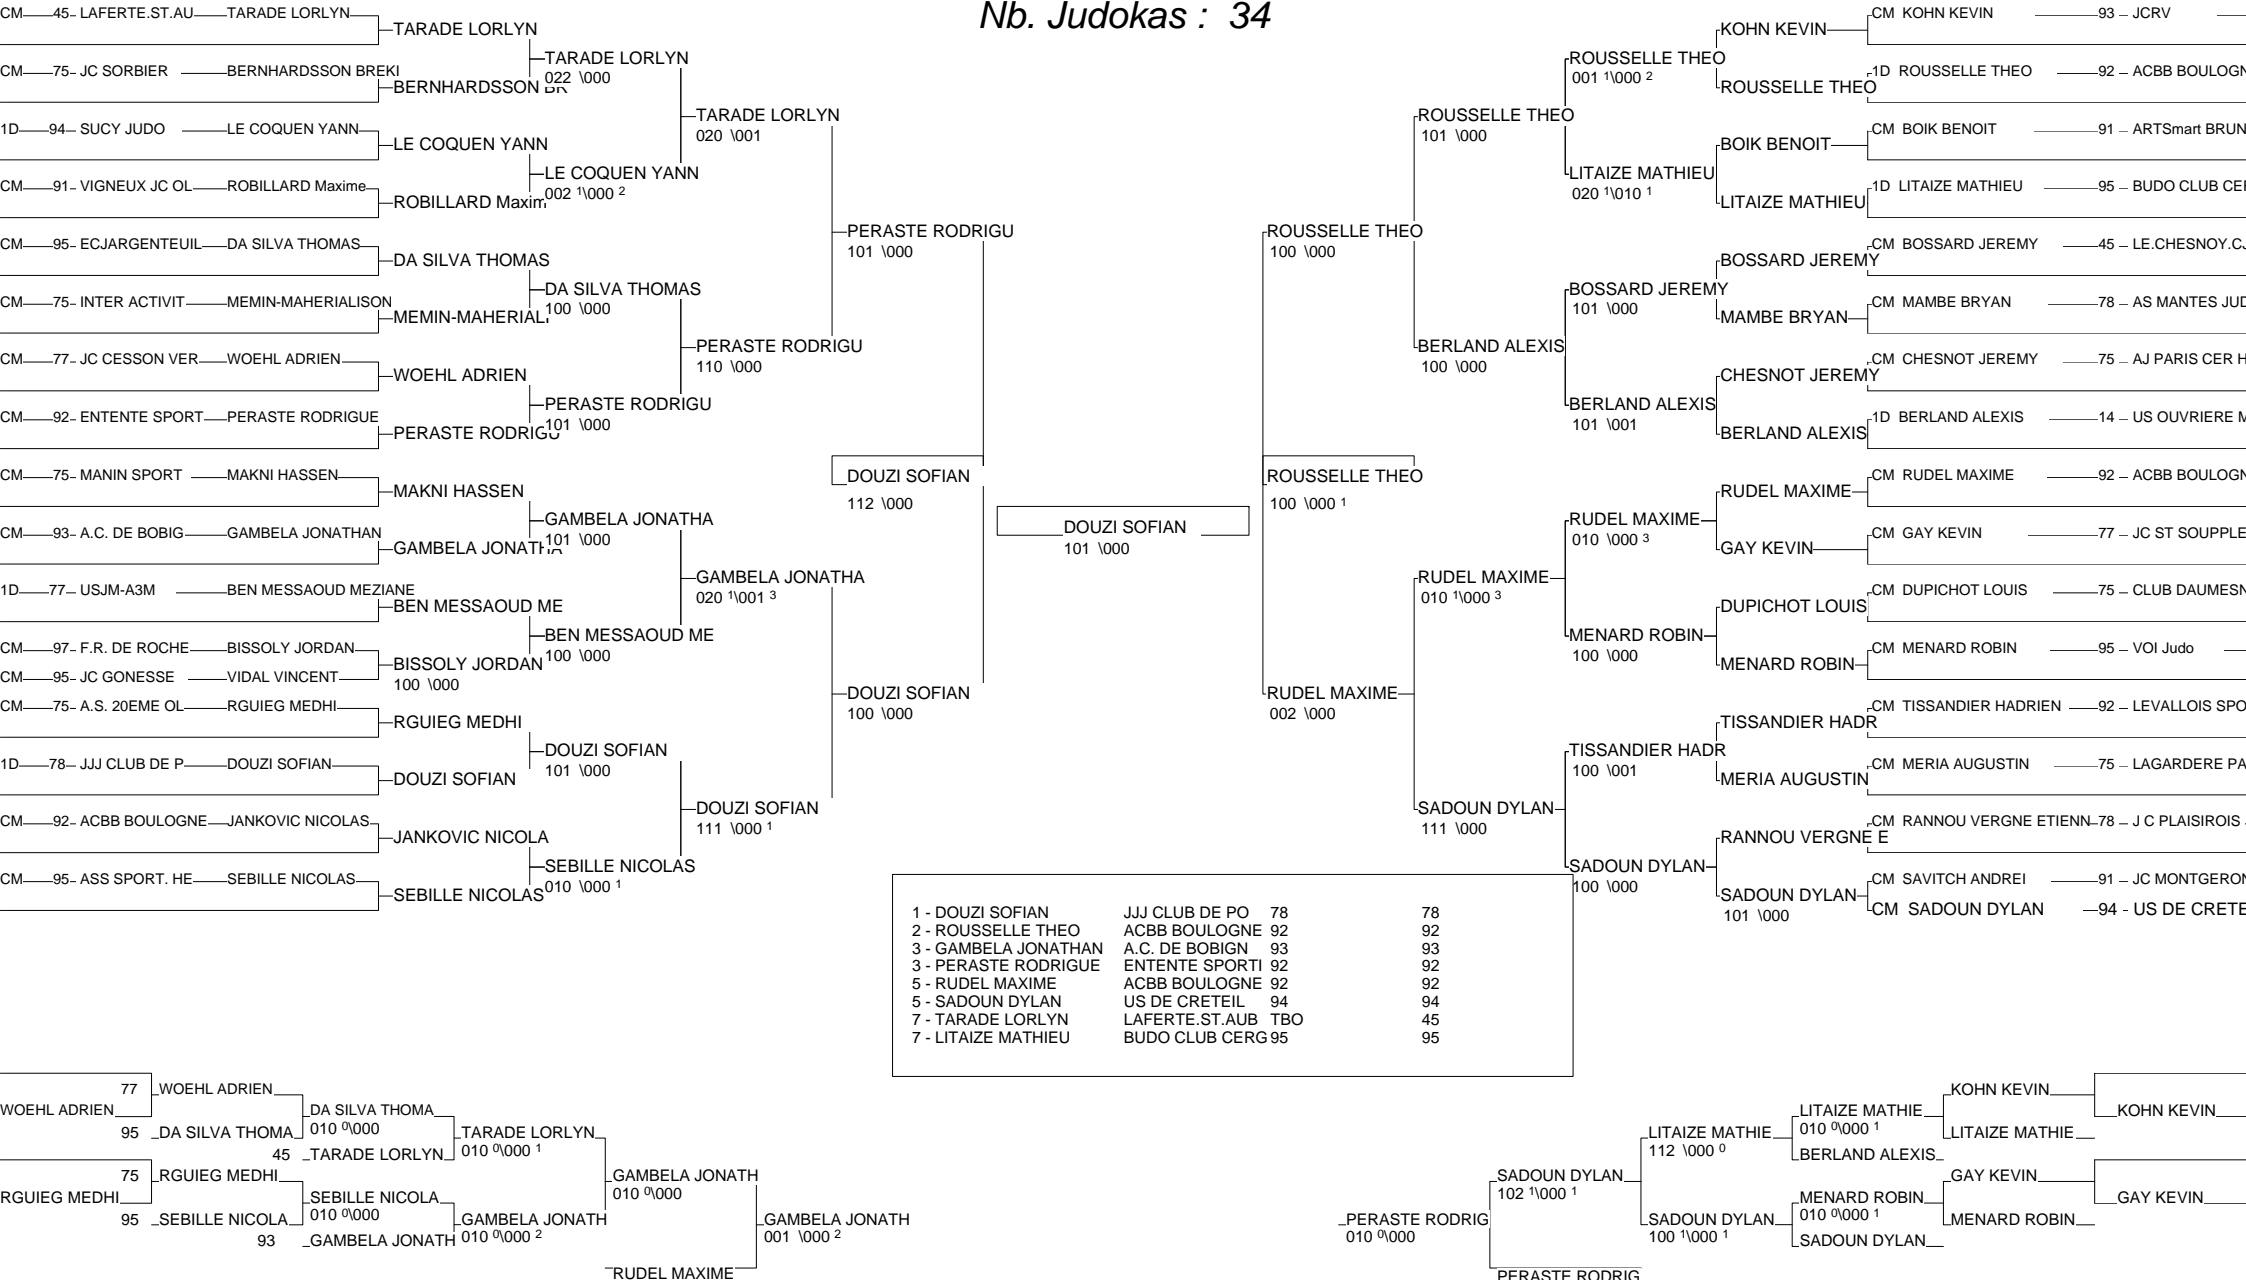 Nb. Judokas : 34
CM 45 LAFERTE.ST.AU TARADE LORLYN
TARADE LORLYN
CM 75 JC SORBIER BERNHARDSSON BREKI
BERNHARDSSON BR
TARADE LORLYN
022 \000
1D 94 SUCY JUDO LE COQUEN YANN
LE COQUEN YANN
CM 91 VIGNEUX JC OL ROBILLARD Maxime
ROBILLARD Maxim
LE COQUEN YANN
002 1\000 2
TARADE LORLYN
020 \001
CM 95 ECJARGENTEUIL DA SILVA THOMAS
DA SILVA THOMAS
CM 75 INTER ACTIVIT MEMIN-MAHERIALISON
MEMIN-MAHERIALI
DA SILVA THOMAS
100 \000
CM 77 JC CESSON VER WOEHL ADRIEN
WOEHL ADRIEN
CM 92 ENTENTE SPORT PERASTE RODRIGUE
PERASTE RODRIGU
PERASTE RODRIGU
101 \000
PERASTE RODRIGU
110 \000
PERASTE RODRIGU
101 \000
CM 75 MANIN SPORT MAKNI HASSEN
MAKNI HASSEN
CM 93 A.C. DE BOBIG GAMBELA JONATHAN
GAMBELA JONATHA
GAMBELA JONATHA
101 \000
1D 77 USJM-A3M BEN MESSAOUD MEZIANE
BEN MESSAOUD ME
CM 97 F.R. DE ROCHE BISSOLY JORDAN
CM 95 JC GONESSE VIDAL VINCENT
BISSOLY JORDAN
100 \000
BEN MESSAOUD ME
100 \000
GAMBELA JONATHA
020 1\001 3
CM 75 A.S. 20EME OL RGUIEG MEDHI
RGUIEG MEDHI
1D 78 JJJ CLUB DE P DOUZI SOFIAN
DOUZI SOFIAN
DOUZI SOFIAN
101 \000
CM 92 ACBB BOULOGNE JANKOVIC NICOLAS
JANKOVIC NICOLA
CM 95 ASS SPORT. HE SEBILLE NICOLAS
SEBILLE NICOLAS
SEBILLE NICOLAS
010 \000 1
DOUZI SOFIAN
111 \000 1
DOUZI SOFIAN
100 \000
DOUZI SOFIAN
112 \000
DOUZI SOFIAN
101 \000
ROUSSELLE THEO
100 \000 1
ROUSSELLE THEO
100 \000
RUDEL MAXIME
002 \000
ROUSSELLE THEO
101 \000
BERLAND ALEXIS
100 \000
RUDEL MAXIME
010 1\000 3
SADOUN DYLAN
111 \000
ROUSSELLE THEO
001 1\000 2
LITAIZE MATHIEU
020 1\010 1
BOSSARD JEREMY
101 \000
BERLAND ALEXIS
101 \001
RUDEL MAXIME
010 \000 3
MENARD ROBIN
100 \000
TISSANDIER HADR
100 \001
SADOUN DYLAN
100 \000
KOHN KEVIN
CM KOHN KEVIN 93 JCRV
ROUSSELLE THEO
1D ROUSSELLE THEO 92 ACBB BOULOGN
BOIK BENOIT
CM BOIK BENOIT 91 ARTSmart BRUN
LITAIZE MATHIEU
1D LITAIZE MATHIEU 95 BUDO CLUB CER
BOSSARD JEREMY
CM BOSSARD JEREMY 45 LE.CHESNOY.CJ
MAMBE BRYAN
CM MAMBE BRYAN 78 AS MANTES JUD
CHESNOT JEREMY
CM CHESNOT JEREMY 75 AJ PARIS CER H
BERLAND ALEXIS
1D BERLAND ALEXIS 14 US OUVRIERE M
RUDEL MAXIME
CM RUDEL MAXIME 92 ACBB BOULOGN
GAY KEVIN
CM GAY KEVIN 77 JC ST SOUPPLE
DUPICHOT LOUIS
CM DUPICHOT LOUIS 75 CLUB DAUMESN
MENARD ROBIN
CM MENARD ROBIN 95 VOI Judo
TISSANDIER HADR
CM TISSANDIER HADRIEN 92 LEVALLOIS SPO
MERIA AUGUSTIN
CM MERIA AUGUSTIN 75 LAGARDERE PA
RANNOU VERGNE E
CM RANNOU VERGNE ETIENN 78 J C PLAISIROIS
SADOUN DYLAN
101 \000
CM SAVITCH ANDREI 91 JC MONTGERON
CM SADOUN DYLAN 94 - US DE CRETE
1 - DOUZI SOFIAN JJJ CLUB DE PO 78 78
2 - ROUSSELLE THEO ACBB BOULOGNE 92 92
3 - GAMBELA JONATHAN A.C. DE BOBIGN 93 93
3 - PERASTE RODRIGUE ENTENTE SPORTI 92 92
5 - RUDEL MAXIME ACBB BOULOGNE 92 92
5 - SADOUN DYLAN US DE CRETEIL 94 94
7 - TARADE LORLYN LAFERTE.ST.AUB TBO 45
7 - LITAIZE MATHIEU BUDO CLUB CERG 95 95
77 WOEHL ADRIEN
WOEHL ADRIEN
95 DA SILVA THOMA
DA SILVA THOMA
010 0\000
45 TARADE LORLYN
TARADE LORLYN
010 0\000 1
75 RGUIEG MEDHI
RGUIEG MEDHI
95 SEBILLE NICOLA
SEBILLE NICOLA
010 0\000
93 GAMBELA JONATH
GAMBELA JONATH
010 0\000 2
GAMBELA JONATH
010 0\000
RUDEL MAXIME
GAMBELA JONATH
001 \000 2
PERASTE RODRIG
010 0\000
SADOUN DYLAN
102 1\000 1
PERASTE RODRIG
LITAIZE MATHIE
112 \000 0
SADOUN DYLAN
100 1\000 1
LITAIZE MATHIE
010 0\000 1
BERLAND ALEXIS
MENARD ROBIN
010 0\000 1
SADOUN DYLAN
KOHN KEVIN
KOHN KEVIN
LITAIZE MATHIE
GAY KEVIN
GAY KEVIN
MENARD ROBIN